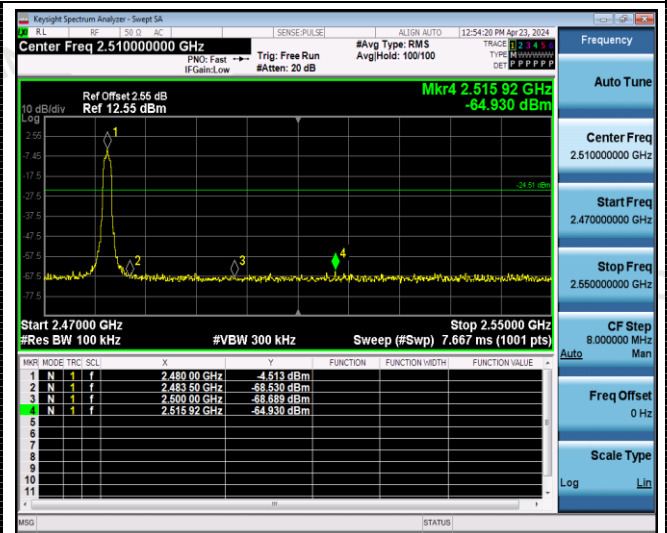 Keysight Spectrum Analyzer - Swept SA
RL RF 50 Ω AC SENSE:PULSE ALIGN AUTO 12:54:20 PM Apr 23, 2024
Center Freq 2.510000000 GHz
PNO: Fast Trig: Free Run #Avg Type: RMS TRACE 1 2 3 4 5 6
IFGain:Low #Atten: 20 dB Avg|Hold: 100/100 TYPE M WWWWW
DET P P P P P P
Frequency
Auto Tune
Center Freq
2.510000000 GHz
Start Freq
2.470000000 GHz
Stop Freq
2.550000000 GHz
CF Step
8.000000 MHz
Auto Man
Freq Offset
0 Hz
Scale Type
Log Lin
Mkr4 2.515 92 GHz
-64.930 dBm
Ref Offset 2.55 dB
10 dB/div Ref 12.55 dBm
Log
2.55
-7.45
-17.5
-27.5
-37.5
-47.5
-57.5
-67.5
-77.5
1
2
3
4
-24.51 dBm
Start 2.47000 GHz Stop 2.55000 GHz
#Res BW 100 kHz #VBW 300 kHz Sweep (#Swp) 7.667 ms (1001 pts)
MKR MODE TRC SCL X Y FUNCTION FUNCTION WIDTH FUNCTION VALUE
1 N 1 f 2.480 00 GHz -4.513 dBm
2 N 1 f 2.483 50 GHz -68.530 dBm
3 N 1 f 2.500 00 GHz -68.689 dBm
4 N 1 f 2.515 92 GHz -64.930 dBm
5
6
7
8
9
10
11
MSG STATUS